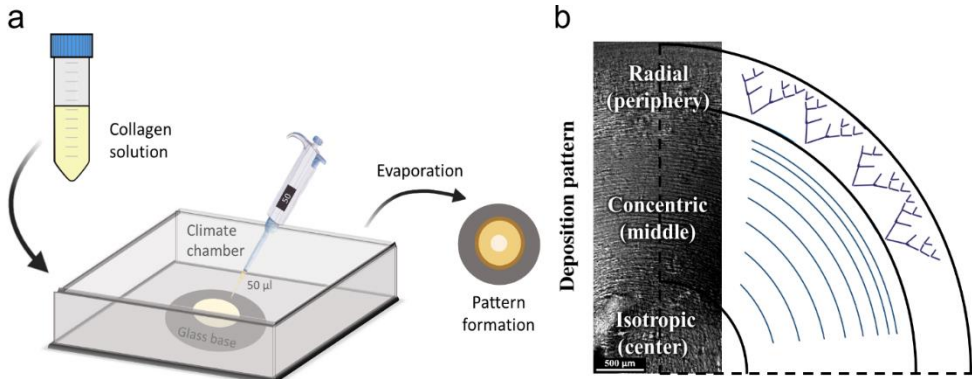 a
Collagen
solution
50
Climate
chamber
50 µl
Glass base
Evaporation
Pattern
formation
b
Deposition pattern
Radial
(periphery)
Concentric
(middle)
Isotropic
(center)
500 µm